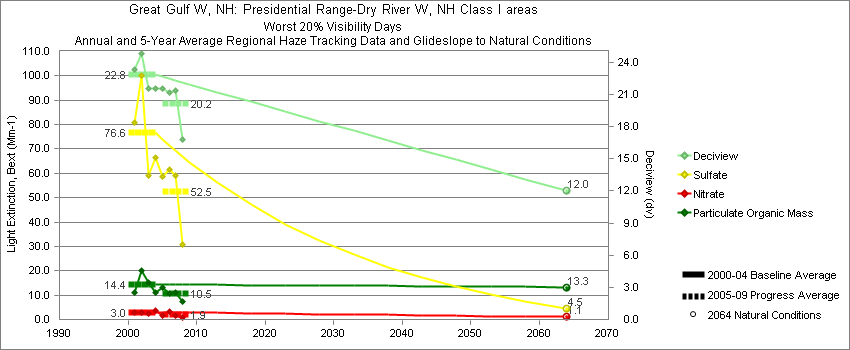 Great Gulf W, NH: Presidential Range-Dry River W, NH Class I areas
Worst 20% Visibility Days
Annual and 5-Year Average Regional Haze Tracking Data and Glideslope to Natural Conditions
Light Extinction, Bext (Mm-1)
110.0
100.0
90.0
80.0
70.0
60.0
50.0
40.0
30.0
20.0
10.0
0.0
22.8
20.2
76.6
52.5
14.4
10.5
3.0
1.9
12.0
13.3
4.5
.1
24.0
21.0
18.0
15.0
12.0
9.0
6.0
3.0
0.0
Deciview (dv)
1990 2000 2010 2020 2030 2040 2050 2060 2070
Deciview
Sulfate
Nitrate
Particulate Organic Mass
2000-04 Baseline Average
2005-09 Progress Average
2064 Natural Conditions